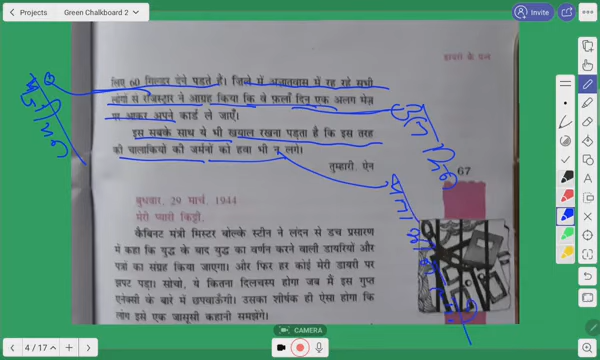 Projects
Green Chalkboard 2
Invite
डायरी के पन्ने
लिए 60 गिल्डर देने पड़ते हैं। ज़िले में अज्ञातवास में रह रहे सभी
लोगों से रजिस्ट्रार ने आग्रह किया कि वे फ़लाँ दिन एक अलग मेज़
पर आकर अपने कार्ड ले जाएँ।
इस सबके साथ ये भी खयाल रखना पड़ता है कि इस तरह
की चालाकियों की जर्मनों को हवा भी न लगे।
तुम्हारी, ऐन
67
बुधवार, 29 मार्च, 1944
मेरी प्यारी किट्टी,
कैबिनेट मंत्री मिस्टर बोल्के स्टीन ने लंदन से डच प्रसारण
में कहा कि युद्ध के बाद युद्ध का वर्णन करने वाली डायरियों और
पत्रों का संग्रह किया जाएगा। और फिर हर कोई मेरी डायरी पर
झपट पड़ा। सोचो, ये कितना दिलचस्प होगा जब मैं इस गुप्त
एनेक्सी के बारे में छपवाऊँगी। उसका शीर्षक ही ऐसा होगा कि
लोग इसे एक जासूसी कहानी समझेंगे।
CAMERA
4 / 17